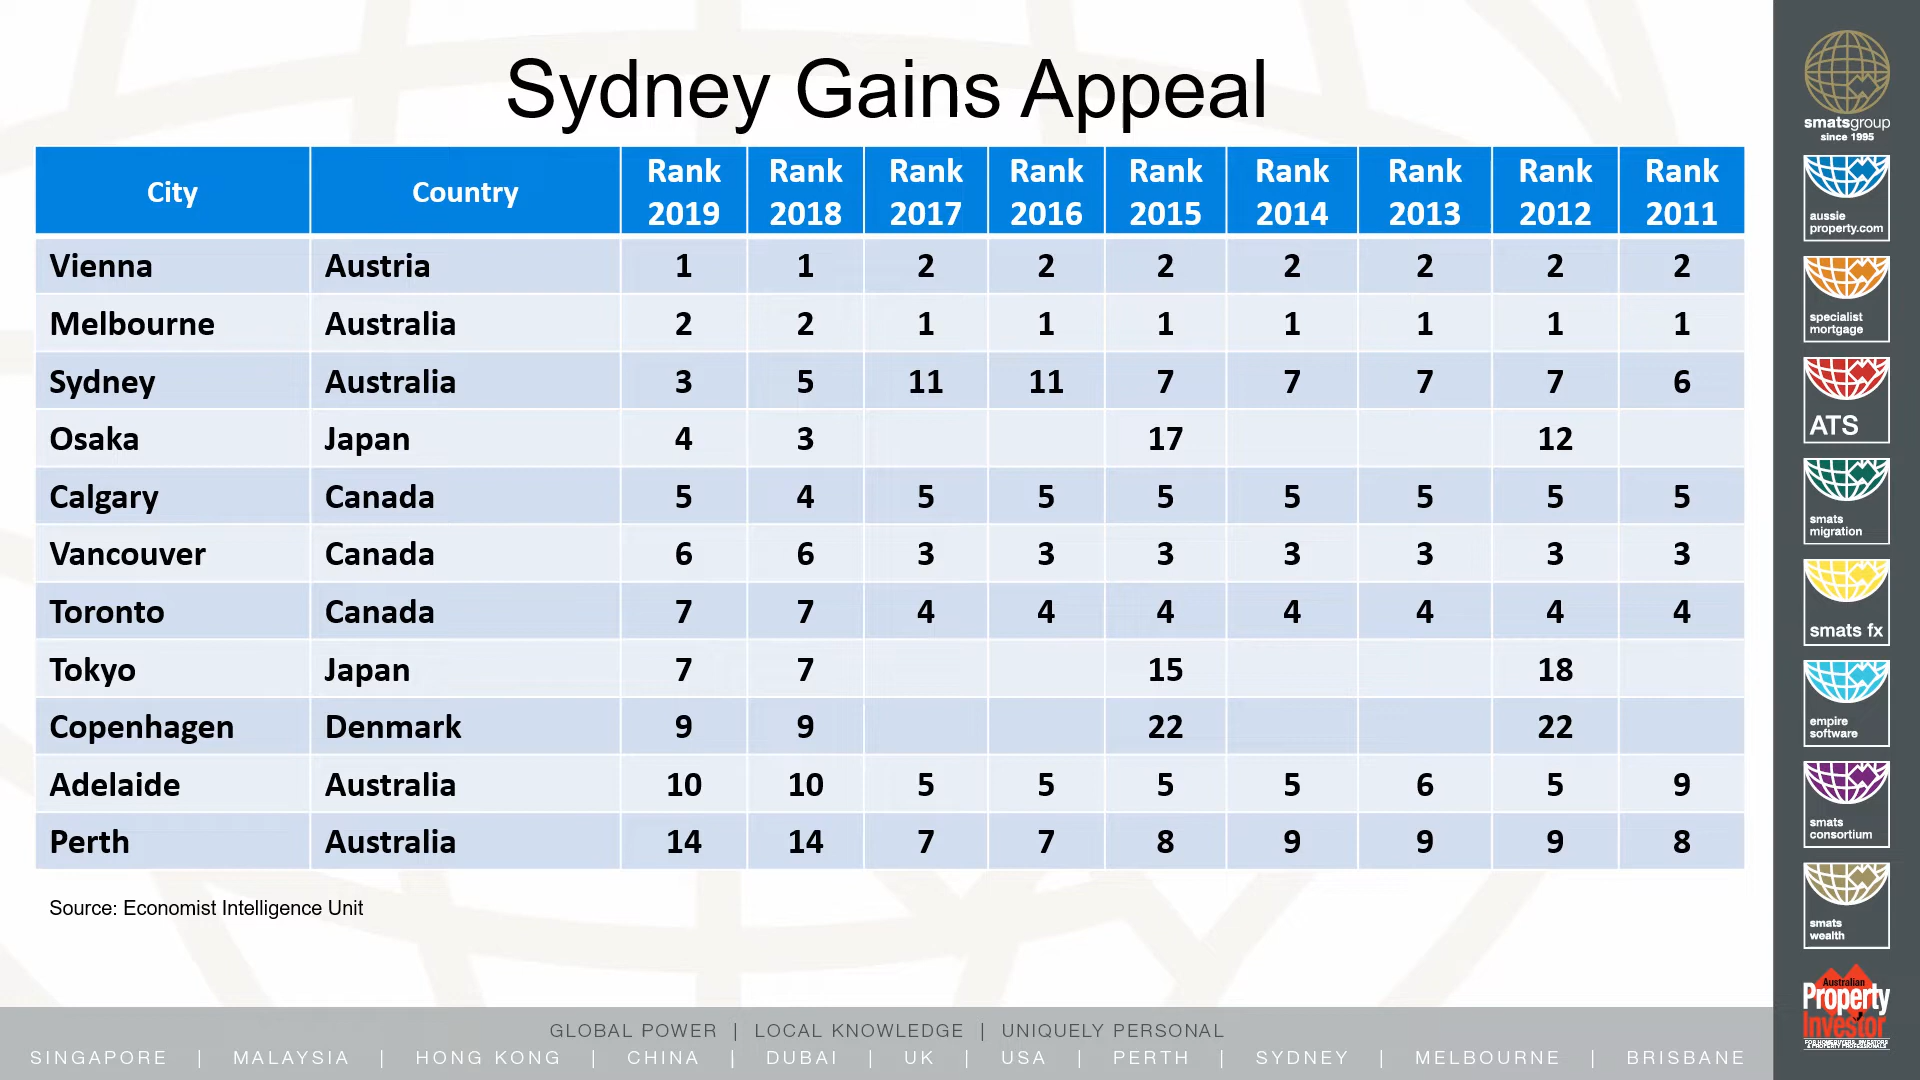 Sydney Gains Appeal
City Country Rank 2019 Rank 2018 Rank 2017 Rank 2016 Rank 2015 Rank 2014 Rank 2013 Rank 2012 Rank 2011
Vienna Austria 1 1 2 2 2 2 2 2 2
Melbourne Australia 2 2 1 1 1 1 1 1 1
Sydney Australia 3 5 11 11 7 7 7 7 6
Osaka Japan 4 3 17 12
Calgary Canada 5 4 5 5 5 5 5 5 5
Vancouver Canada 6 6 3 3 3 3 3 3 3
Toronto Canada 7 7 4 4 4 4 4 4 4
Tokyo Japan 7 7 15 18
Copenhagen Denmark 9 9 22 22
Adelaide Australia 10 10 5 5 5 5 6 5 9
Perth Australia 14 14 7 7 8 9 9 9 8
Source: Economist Intelligence Unit
GLOBAL POWER | LOCAL KNOWLEDGE | UNIQUELY PERSONAL
SINGAPORE | MALAYSIA | HONG KONG | CHINA | DUBAI | UK | USA | PERTH | SYDNEY | MELBOURNE | BRISBANE
smatsgroup
since 1995
aussie
property.com
specialist
mortgage
ATS
smats
migration
smats fx
empire
software
smats
consortium
smats
wealth
Australian
Property
Investor
FOR HOMEBUYERS, INVESTORS
& PROPERTY PROFESSIONALS